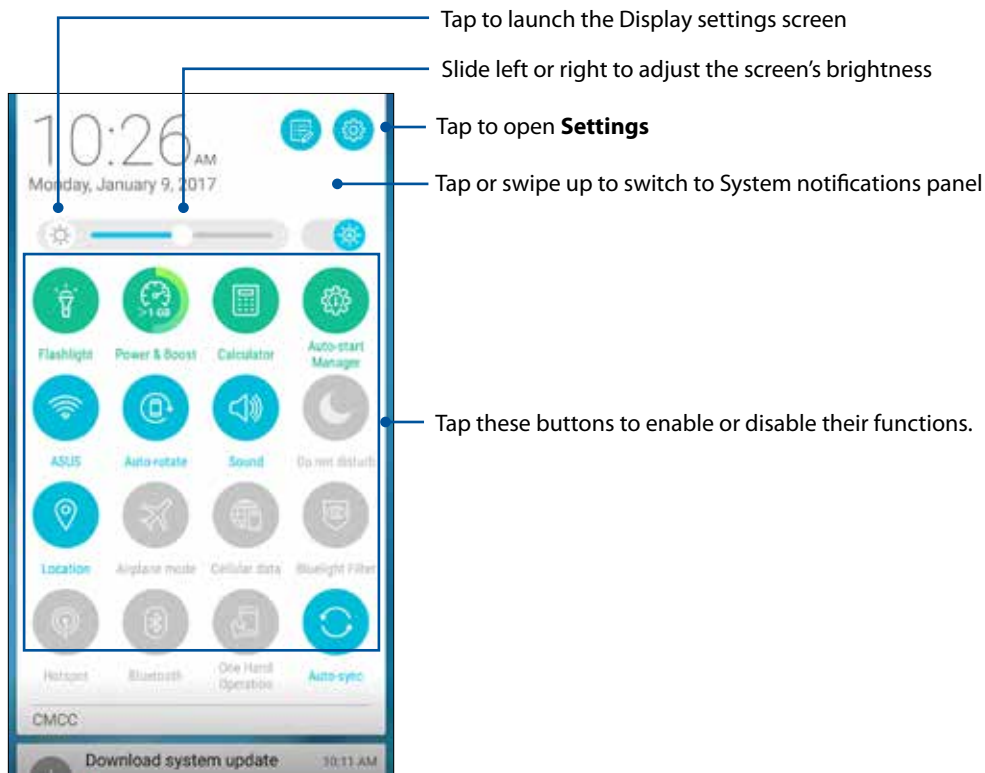 Tap to launch the Display settings screen
Slide left or right to adjust the screen's brightness
10:26 AM
Tap to open Settings
Monday, January 9, 2017
Tap or swipe up to switch to System notifications panel
>1 GB
Flashlight
Power & Boost
Calculator
Auto-start
Manager
Tap these buttons to enable or disable their functions.
ASUS
Auto-rotate
Sound
Do not disturb
Location
Airplane mode
Cellular data
Bluelight Filter
Hotspot
Bluetooth
One Hand
Operation
Auto-sync
CMCC
Download system update
10:11 AM